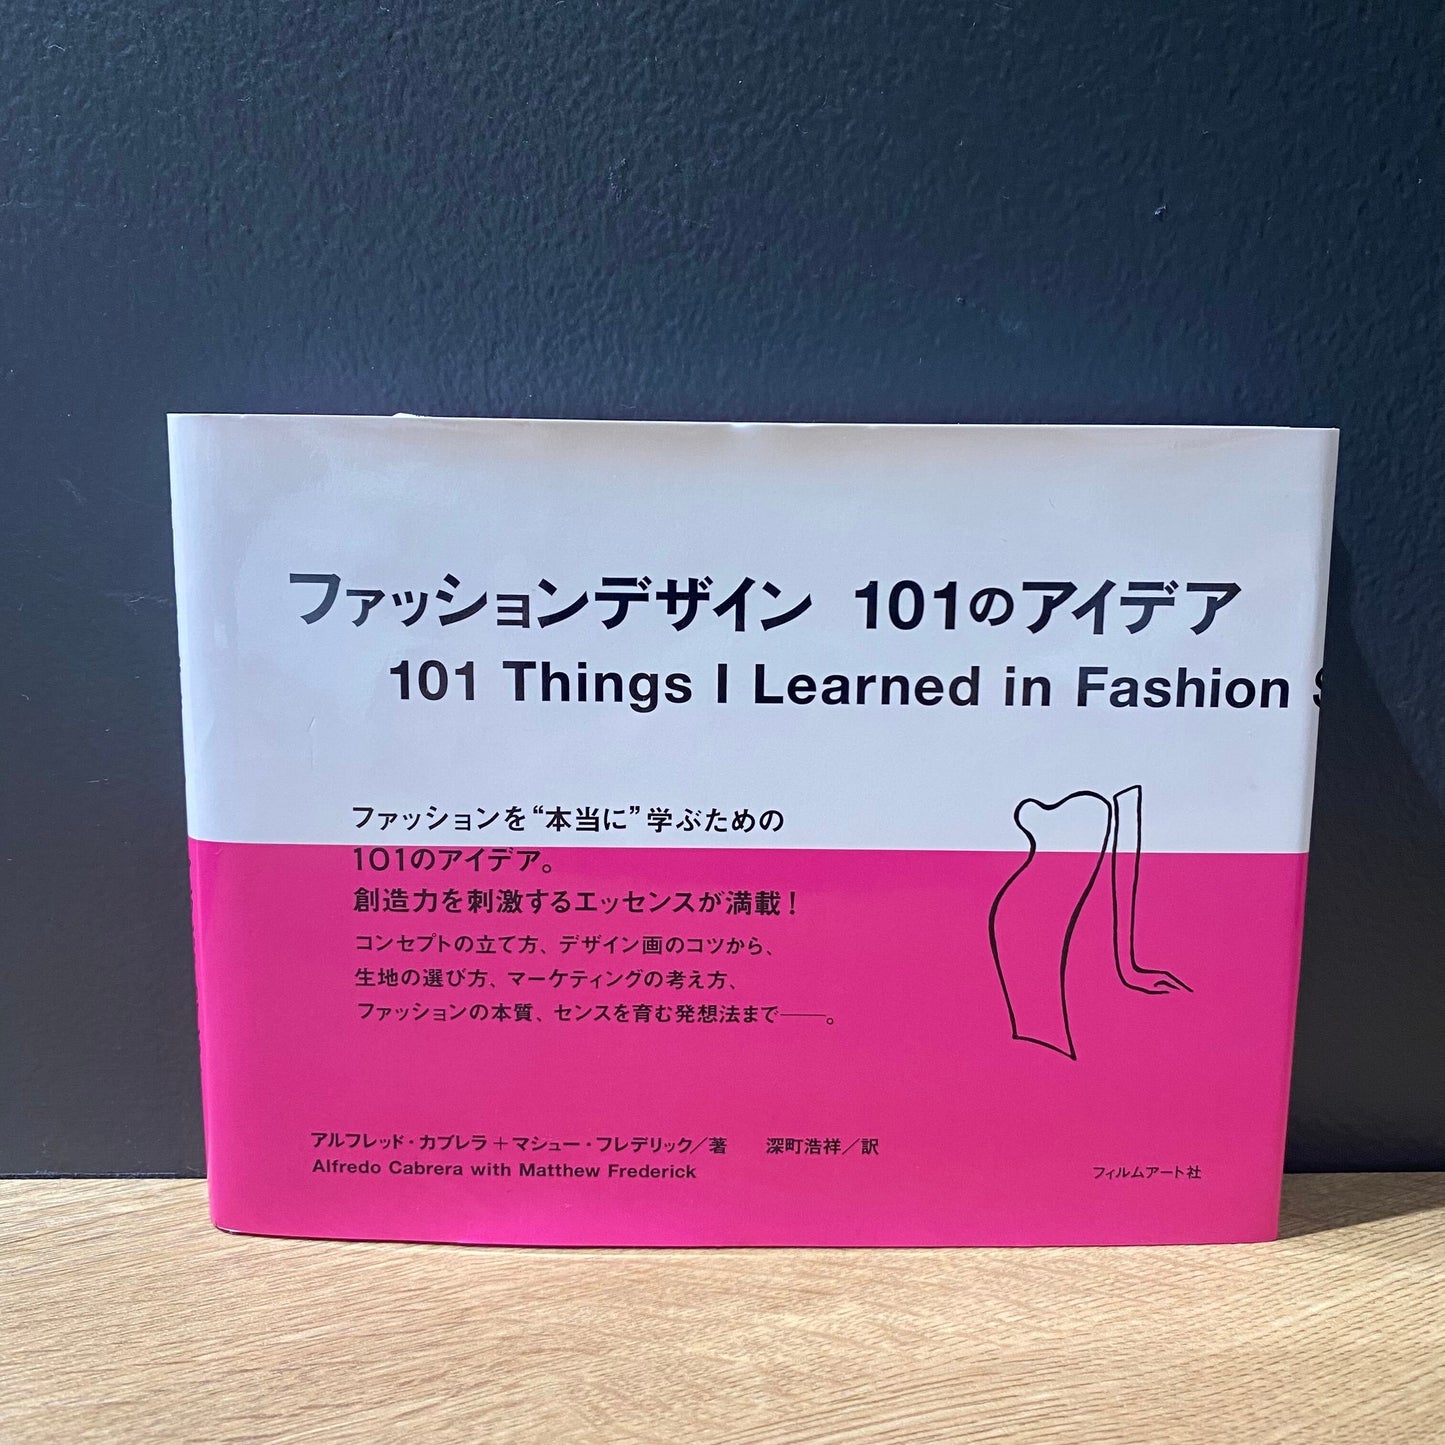 ファッションデザイン 101のアイデア
101 Things I Learned in Fashion
ファッションを“本当に”学ぶための
101のアイデア。
創造力を刺激するエッセンスが満載!
コンセプトの立て方、デザイン画のコツから、
生地の選び方、マーケティングの考え方、
ファッションの本質、センスを育む発想法まで――。
アルフレッド・カブレラ+マシュー・フレデリック/著 深町浩祥/訳
Alfredo Cabrera with Matthew Frederick
フィルムアート社